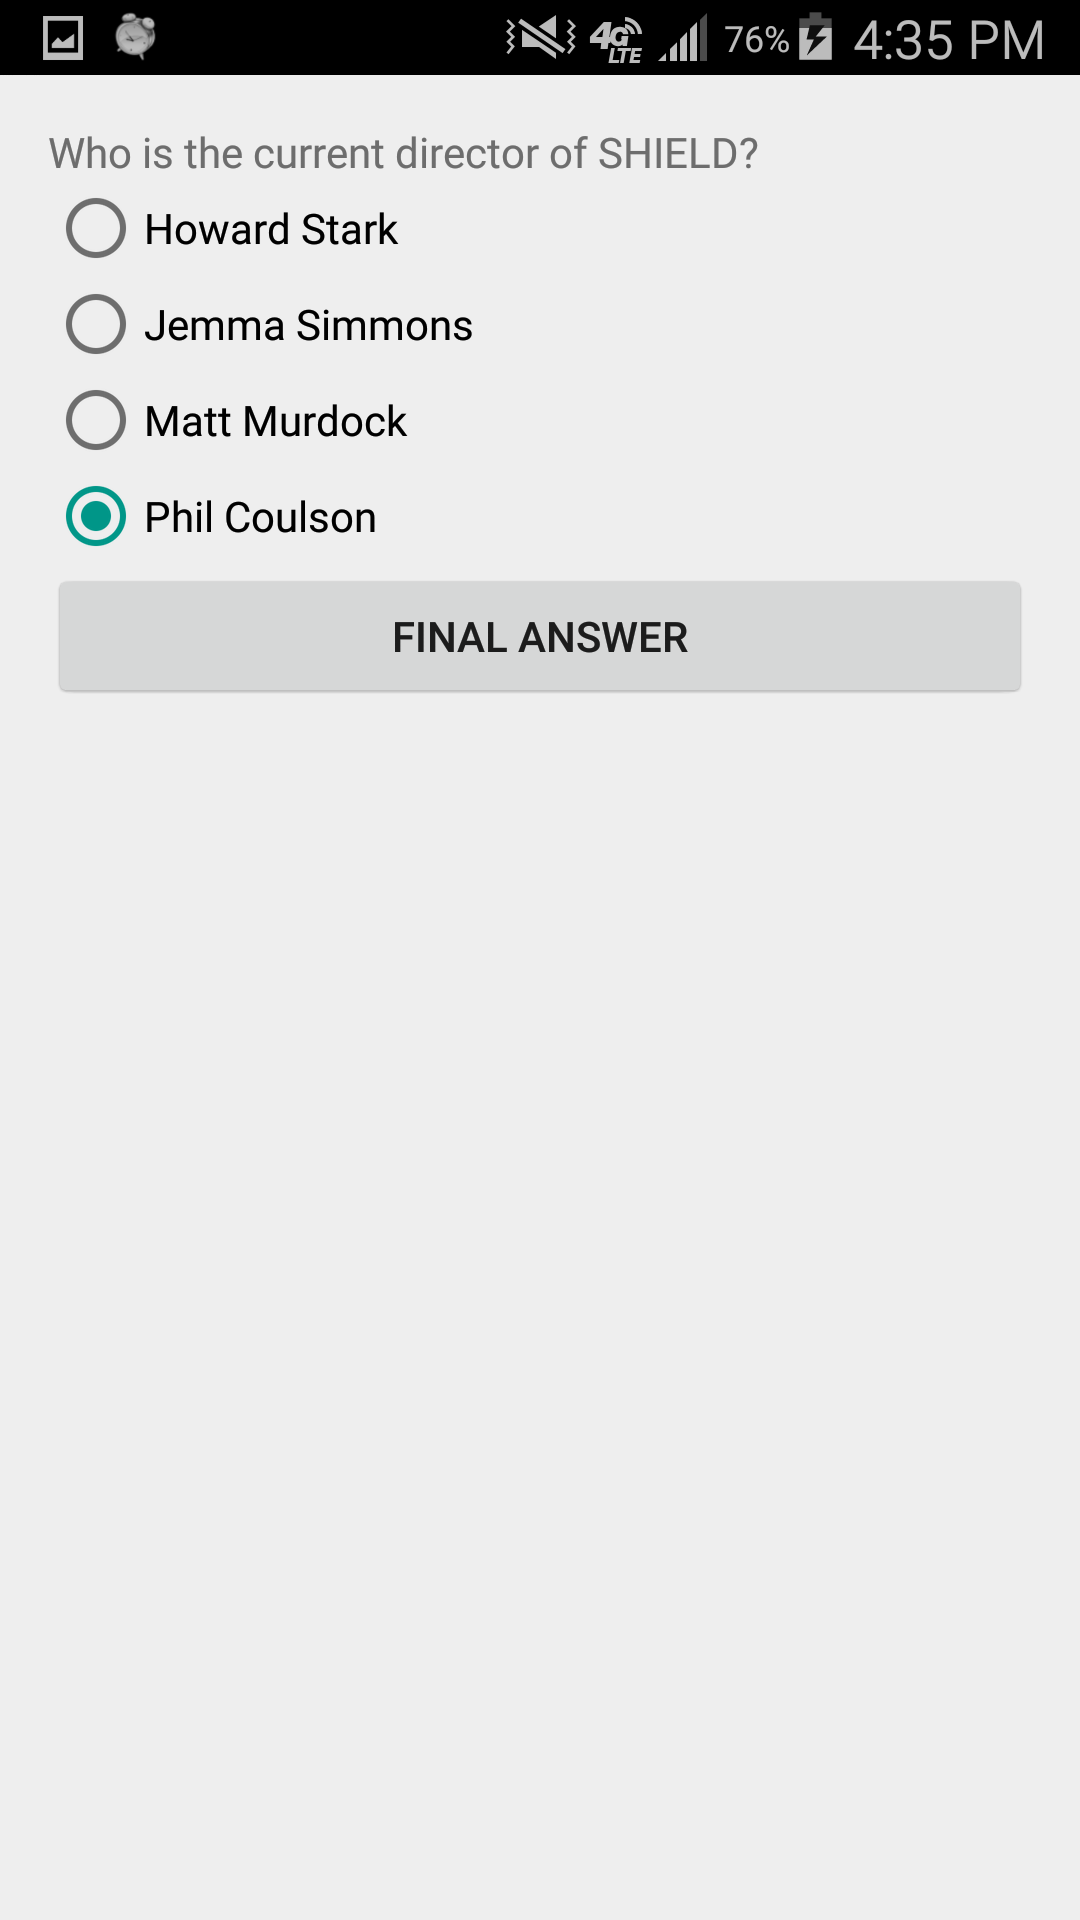 4G LTE 76% 4:35 PM
Who is the current director of SHIELD?
Howard Stark
Jemma Simmons
Matt Murdock
Phil Coulson
FINAL ANSWER